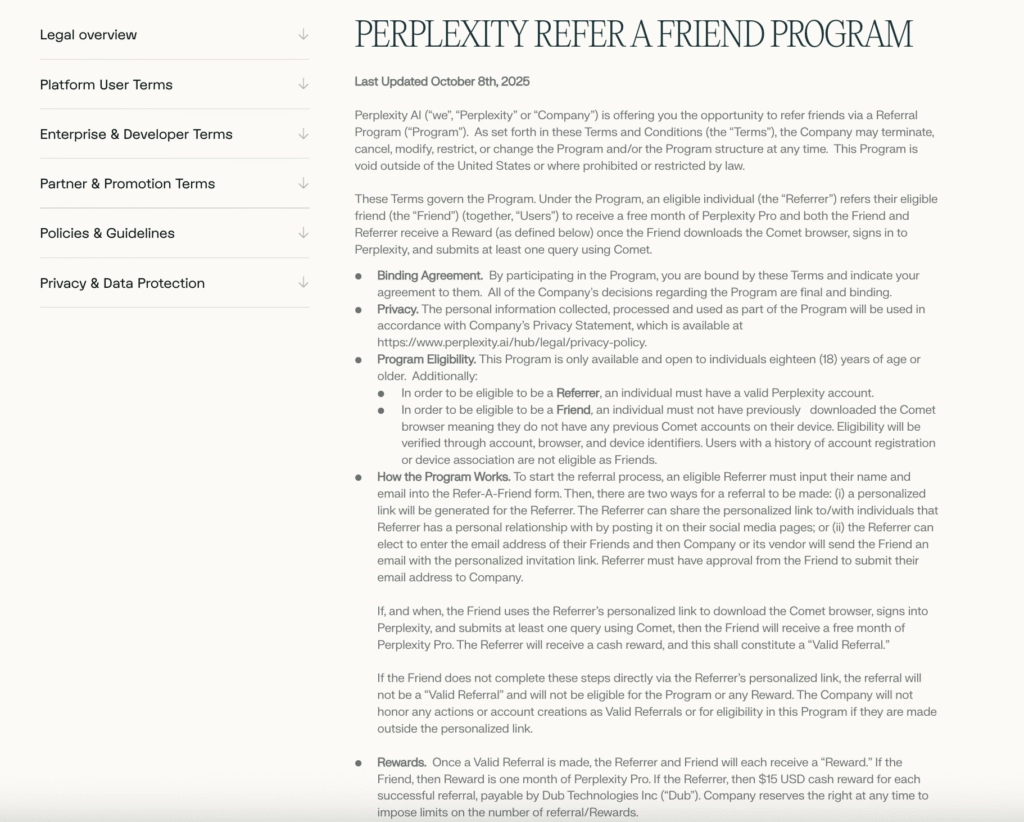 Legal overview
Platform User Terms
Enterprise & Developer Terms
Partner & Promotion Terms
Policies & Guidelines
Privacy & Data Protection
PERPLEXITY REFER A FRIEND PROGRAM
Last Updated October 8th, 2025
Perplexity AI (“we”, “Perplexity” or “Company”) is offering you the opportunity to refer friends via a Referral
Program (“Program”).  As set forth in these Terms and Conditions (the “Terms”), the Company may terminate,
cancel, modify, restrict, or change the Program and/or the Program structure at any time.  This Program is
void outside of the United States or where prohibited or restricted by law.
These Terms govern the Program. Under the Program, an eligible individual (the “Referrer”) refers their eligible
friend (the “Friend”) (together, “Users”) to receive a free month of Perplexity Pro and both the Friend and
Referrer receive a Reward (as defined below) once the Friend downloads the Comet browser, signs in to
Perplexity, and submits at least one query using Comet.
● Binding Agreement.  By participating in the Program, you are bound by these Terms and indicate your
agreement to them.  All of the Company’s decisions regarding the Program are final and binding.
● Privacy. The personal information collected, processed and used as part of the Program will be used in
accordance with Company’s Privacy Statement, which is available at
https://www.perplexity.ai/hub/legal/privacy-policy.
● Program Eligibility. This Program is only available and open to individuals eighteen (18) years of age or
older.  Additionally:
● In order to be eligible to be a Referrer, an individual must have a valid Perplexity account.
● In order to be eligible to be a Friend, an individual must not have previously   downloaded the Comet
browser meaning they do not have any previous Comet accounts on their device. Eligibility will be
verified through account, browser, and device identifiers. Users with a history of account registration
or device association are not eligible as Friends.
● How the Program Works. To start the referral process, an eligible Referrer must input their name and
email into the Refer-A-Friend form. Then, there are two ways for a referral to be made: (i) a personalized
link will be generated for the Referrer. The Referrer can share the personalized link to/with individuals that
Referrer has a personal relationship with by posting it on their social media pages; or (ii) the Referrer can
elect to enter the email address of their Friends and then Company or its vendor will send the Friend an
email with the personalized invitation link. Referrer must have approval from the Friend to submit their
email address to Company.
If, and when, the Friend uses the Referrer’s personalized link to download the Comet browser, signs into
Perplexity, and submits at least one query using Comet, then the Friend will receive a free month of
Perplexity Pro. The Referrer will receive a cash reward, and this shall constitute a “Valid Referral.”
If the Friend does not complete these steps directly via the Referrer’s personalized link, the referral will
not be a “Valid Referral” and will not be eligible for the Program or any Reward. The Company will not
honor any actions or account creations as Valid Referrals or for eligibility in this Program if they are made
outside the personalized link.
● Rewards.  Once a Valid Referral is made, the Referrer and Friend will each receive a “Reward.” If the
Friend, then Reward is one month of Perplexity Pro. If the Referrer, then $15 USD cash reward for each
successful referral, payable by Dub Technologies Inc (“Dub”). Company reserves the right at any time to
impose limits on the number of referral/Rewards.